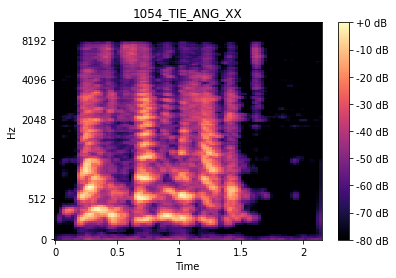 1054_TIE_ANG_XX
+0 dB
8192
-10 dB
4096
-20 dB
-30 dB
2048
Hz
-40 dB
1024
-50 dB
512
-60 dB
-70 dB
0
-80 dB
0 0.5 1 1.5 2
Time